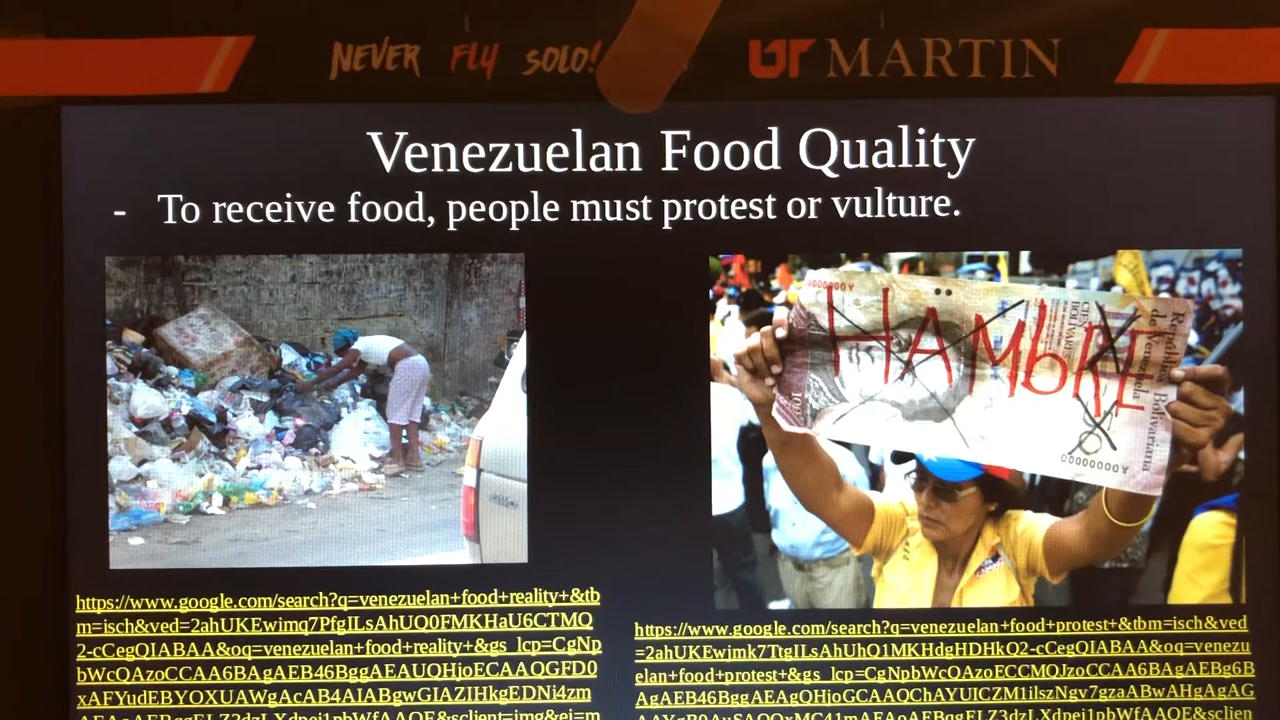 NEVER FLY SOLO!
UT MARTIN
Venezuelan Food Quality
- To receive food, people must protest or vulture.
HAMbRE
República Bolivariana
de Venezuela
https://www.google.com/search?q=venezuelan+food+reality+&tb
m=isch&ved=2ahUKEwimq7PfgILsAhUQ0FMKHaU6CTMQ
2-cCegQIABAA&oq=venezuelan+food+reality+&gs_lcp=CgNp
bWcQAzoCCAA6BAgAEB46BggAEAUQHjoECAAQGFD0
xAFYudEBYOXUAWgAcAB4AIABgwGIAZIHkgEDNi4zm
https://www.google.com/search?q=venezuelan+food+protest+&tbm=isch&ved
=2ahUKEwjmk7TtgILsAhUhQ1MKHdgHDHkQ2-cCegQIABAA&oq=venezu
elan+food+protest+&gs_lcp=CgNpbWcQAzoECCMQJzoCCAA6BAgAEBg6B
AgAEB46BggAEAgQHjoGCAAQChAYUICZM1ilszNgv7gzaABwAHgAgAG